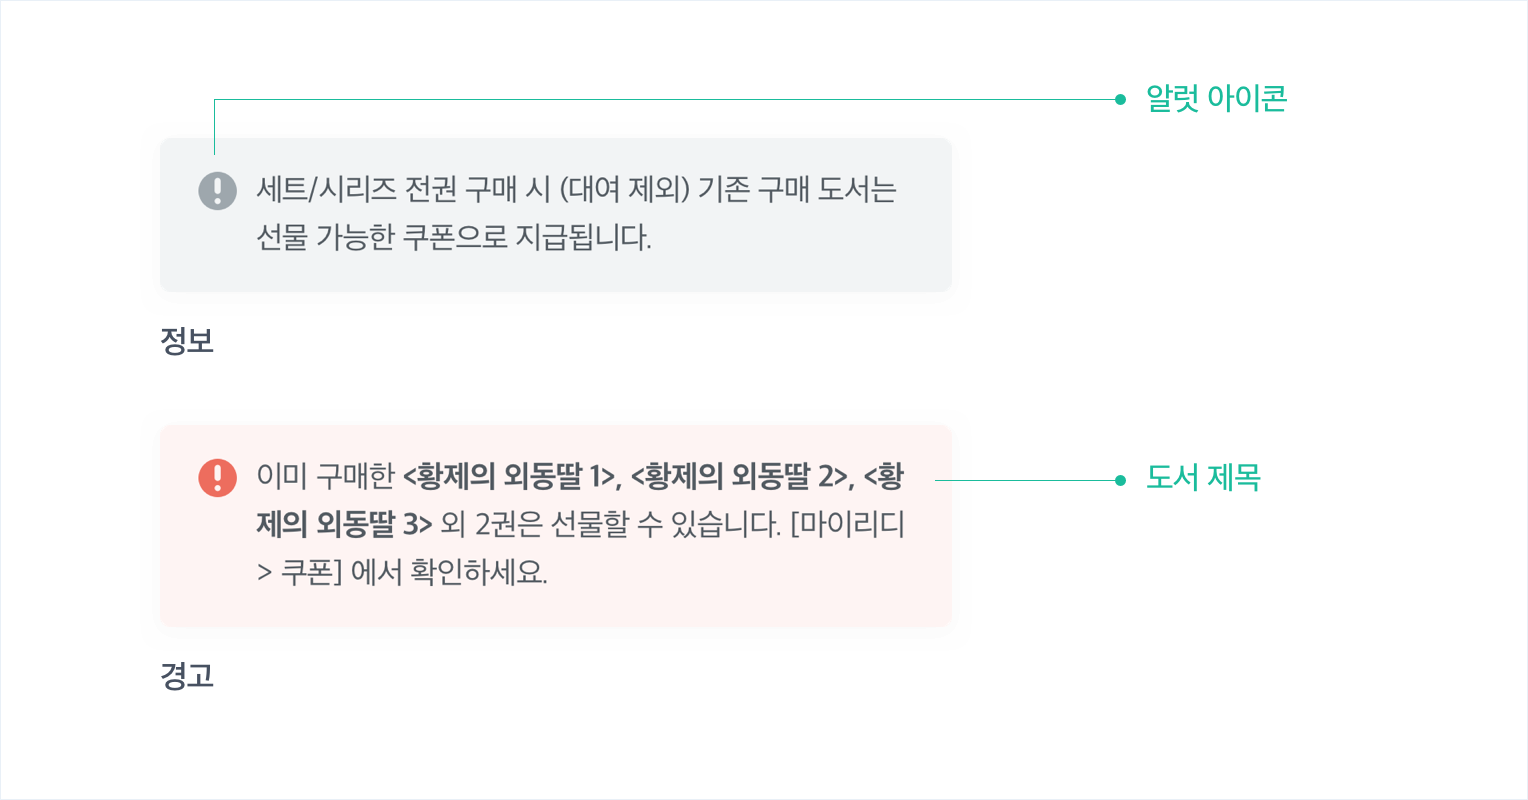 알럿 아이콘
세트/시리즈 전권 구매 시 (대여 제외) 기존 구매 도서는
선물 가능한 쿠폰으로 지급됩니다.
정보
이미 구매한 <황제의 외동딸 1>, <황제의 외동딸 2>, <황
제의 외동딸 3> 외 2권은 선물할 수 있습니다. [마이리디
> 쿠폰] 에서 확인하세요.
도서 제목
경고